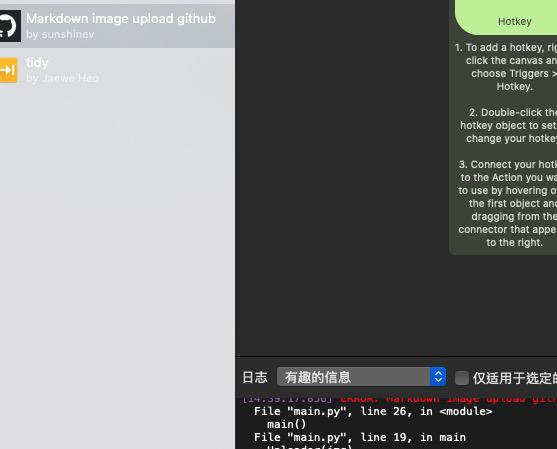 Markdown image upload github
by sunshinev
tidy
by Jaewe Heo
Hotkey
1. To add a hotkey, rig
click the canvas an
choose Triggers >
Hotkey.
2. Double-click the
hotkey object to set
change your hotkey
3. Connect your hotk
to the Action you wa
to use by hovering o
the first object and
dragging from the
connector that appe
to the right.
日志
有趣的信息
仅适用于选定的
[14:39:17.836] ERROR: Markdown image upload gith
File "main.py", line 26, in <module>
main()
File "main.py", line 19, in main
Uploader(img)